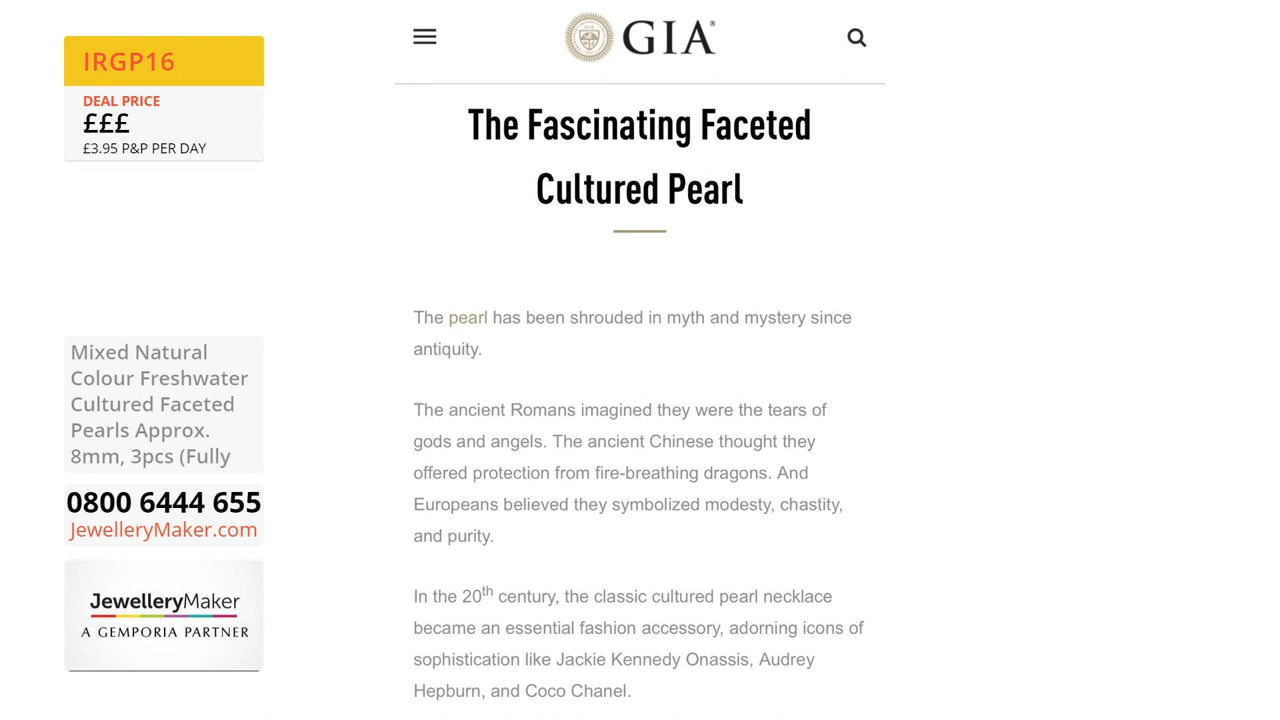 IRGP16
DEAL PRICE
£££
£3.95 P&P PER DAY
Mixed Natural
Colour Freshwater
Cultured Faceted
Pearls Approx.
8mm, 3pcs (Fully
0800 6444 655
JewelleryMaker.com
JewelleryMaker
A GEMPORIA PARTNER
GIA®
The Fascinating Faceted
Cultured Pearl
The pearl has been shrouded in myth and mystery since
antiquity.
The ancient Romans imagined they were the tears of
gods and angels. The ancient Chinese thought they
offered protection from fire-breathing dragons. And
Europeans believed they symbolized modesty, chastity,
and purity.
In the 20th century, the classic cultured pearl necklace
became an essential fashion accessory, adorning icons of
sophistication like Jackie Kennedy Onassis, Audrey
Hepburn, and Coco Chanel.